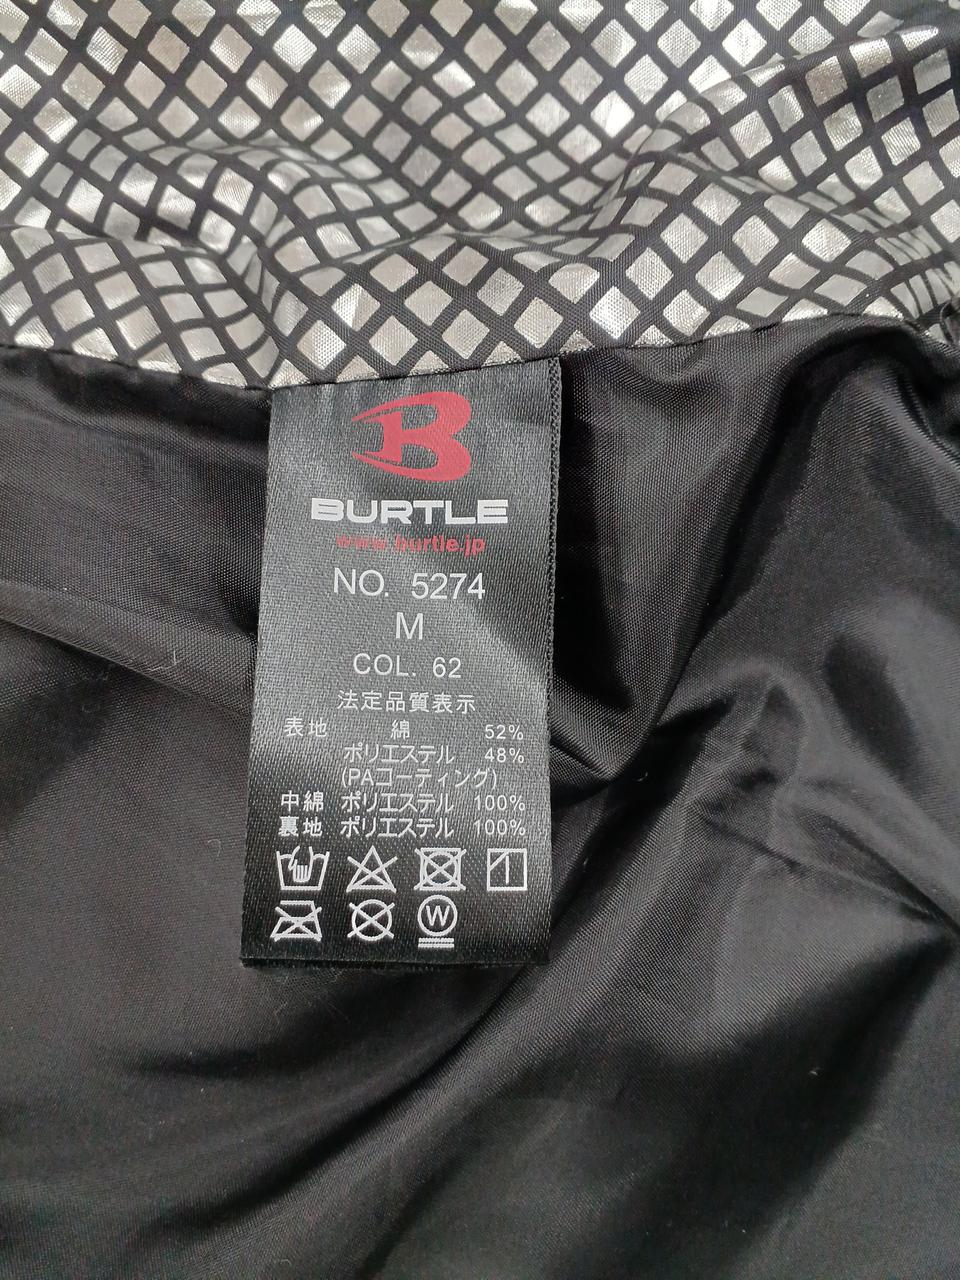 BURTLE
www.burtle.jp
NO. 5274
M
COL. 62
法定品質表示
表地 綿 52%
ポリエステル 48%
(PAコーティング)
中綿 ポリエステル 100%
裏地 ポリエステル 100%
W